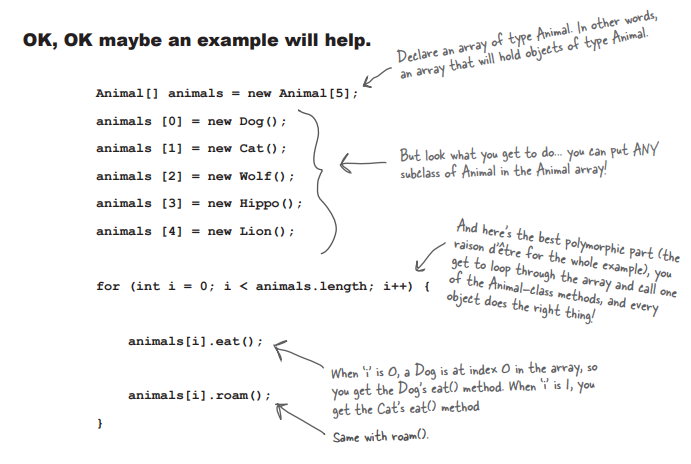 OK, OK maybe an example will help.
Declare an array of type Animal. In other words,
an array that will hold objects of type Animal.
Animal[] animals = new Animal[5];
animals [0] = new Dog();
animals [1] = new Cat();
animals [2] = new Wolf();
animals [3] = new Hippo();
animals [4] = new Lion();
But look what you get to do... you can put ANY
subclass of Animal in the Animal array!
And here's the best polymorphic part (the
raison d'être for the whole example), you
get to loop through the array and call one
of the Animal-class methods, and every
object does the right thing!
for (int i = 0; i < animals.length; i++) {
animals[i].eat();
When 'i' is 0, a Dog is at index 0 in the array, so
you get the Dog's eat() method. When 'i' is 1, you
get the Cat's eat() method
animals[i].roam();
Same with roam().
}